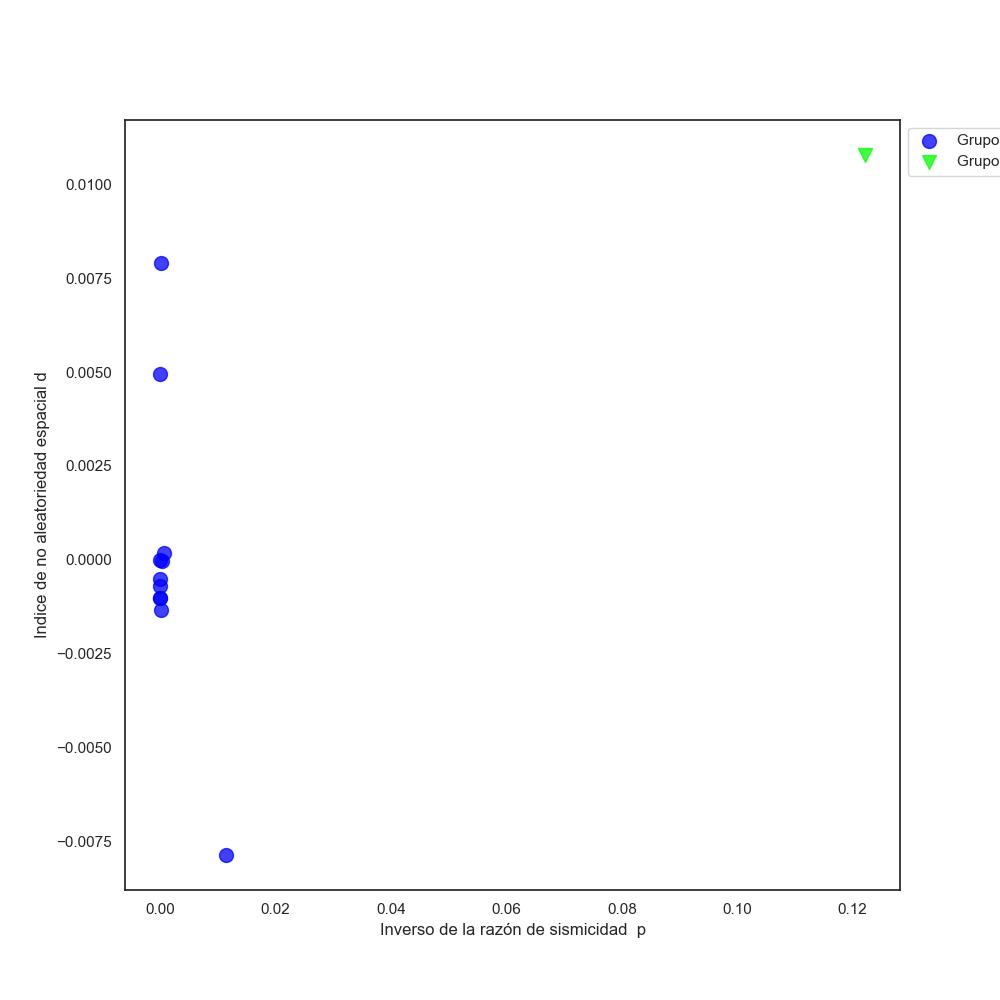 Grupo
Grupo
0.0100
0.0075
0.0050
0.0025
0.0000
−0.0025
−0.0050
−0.0075
Indice de no aleatoriedad espacial d
0.00 0.02 0.04 0.06 0.08 0.10 0.12
Inverso de la razón de sismicidad p